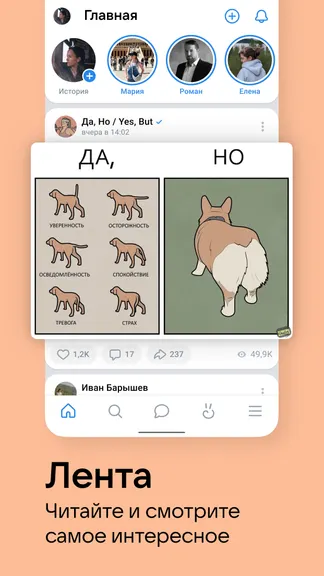 Главная
История
Мария
Роман
Елена
Да, Но / Yes, But
вчера в 14:02
ДА,
НО
УВЕРЕННОСТЬ
ОСТОРОЖНОСТЬ
ОСВЕДОМЛЁННОСТЬ
СПОКОЙСТВИЕ
ТРЕВОГА
СТРАХ
1,2K
17
237
49,9K
Иван Барышев
Лента
Читайте и смотрите
самое интересное